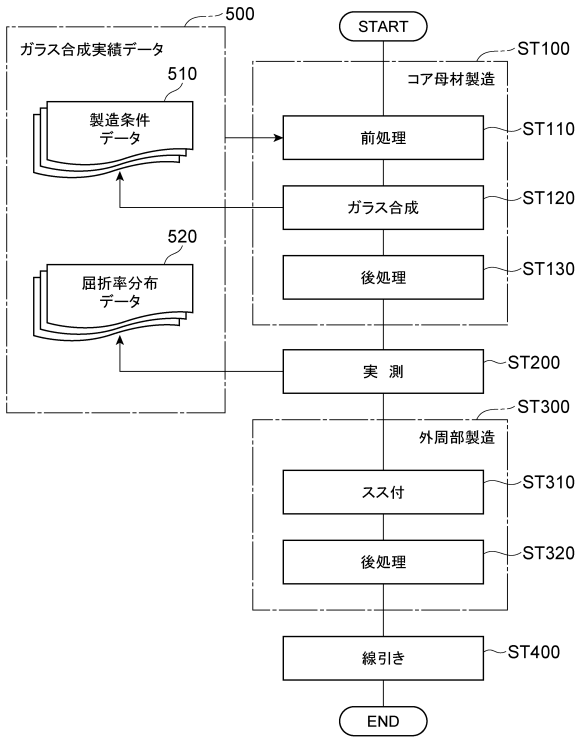 START
500
ガラス合成実績データ
ST100
コア母材製造
510
製造条件
データ
前処理
ST110
ガラス合成
ST120
520
屈折率分布
データ
後処理
ST130
実 測
ST200
ST300
外周部製造
スス付
ST310
後処理
ST320
線引き
ST400
END